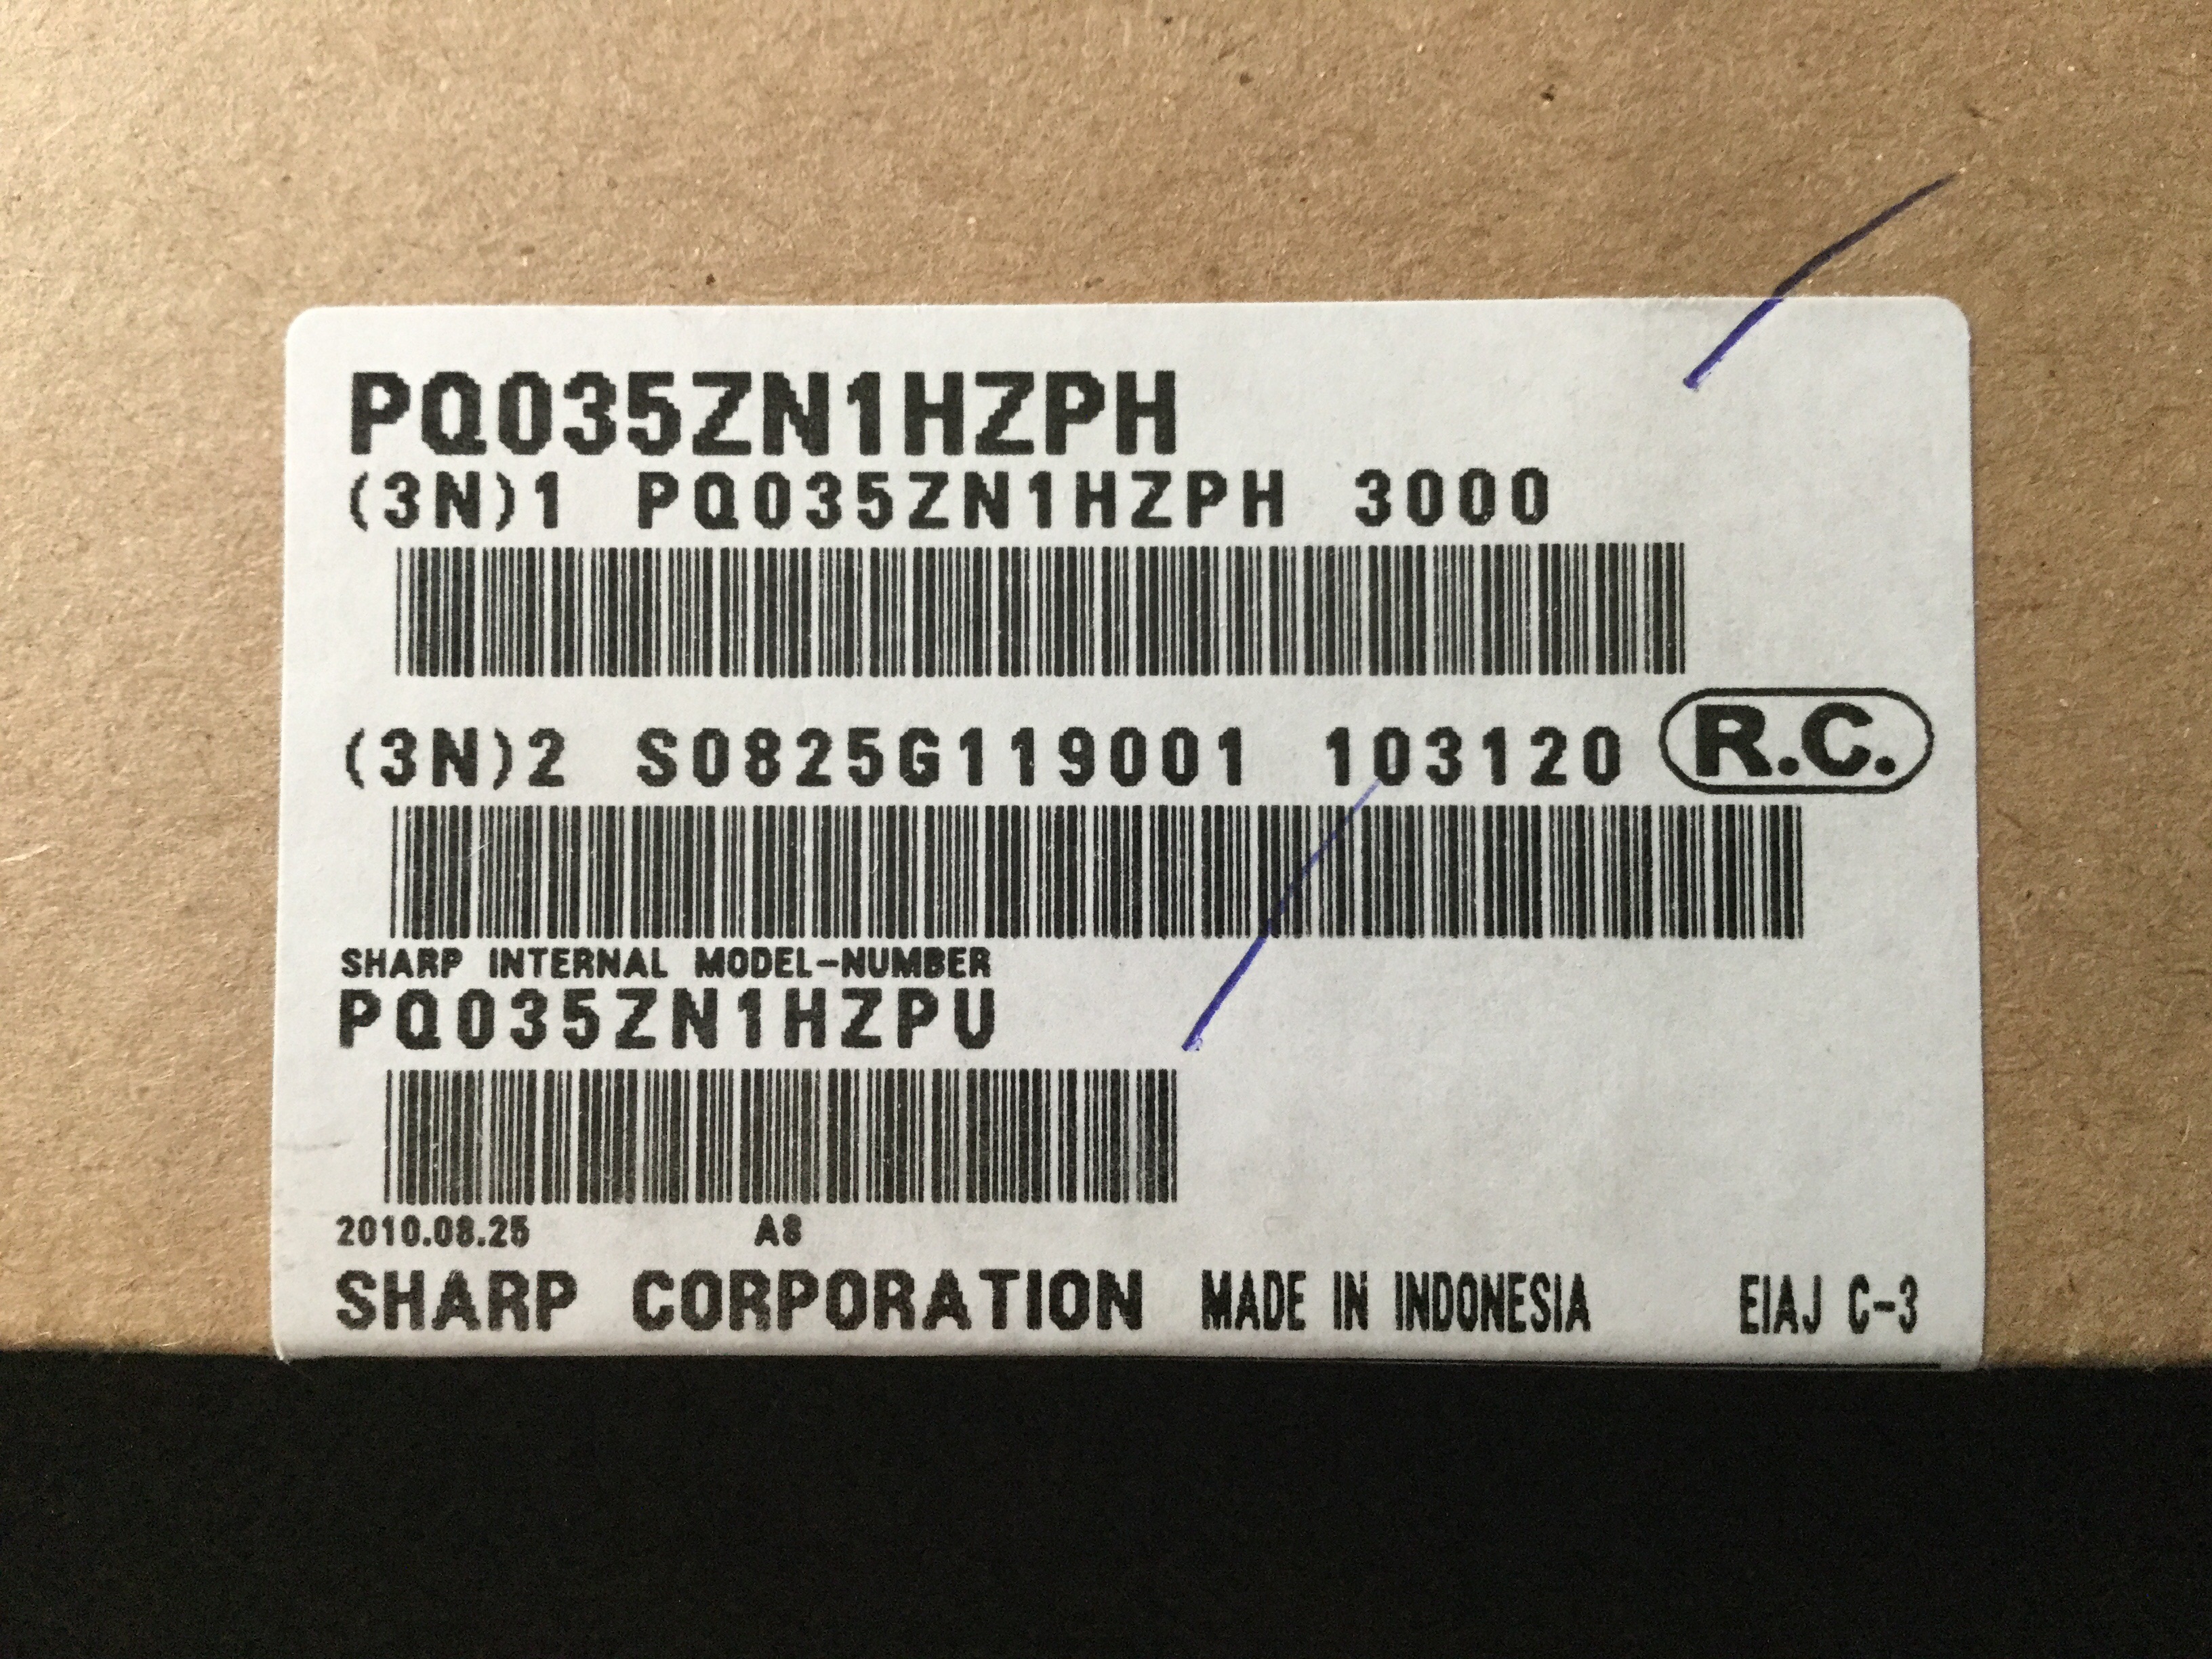 PQ035ZN1HZPH
(3N)1 PQ035ZN1HZPH 3000
(3N)2 S0825G119001 103120 R.C.
SHARP INTERNAL MODEL-NUMBER
PQ035ZN1HZPU
2010.08.25 A8
SHARP CORPORATION MADE IN INDONESIA EIAJ C-3